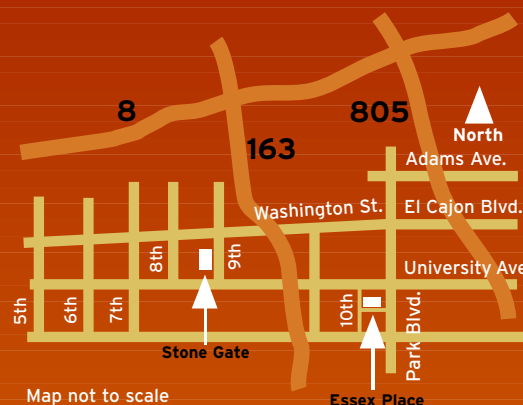 8
805
North
163
Adams Ave.
Washington St.
El Cajon Blvd.
8th
9th
University Ave
5th
6th
7th
10th
Park Blvd.
Stone Gate
Map not to scale
Essex Place